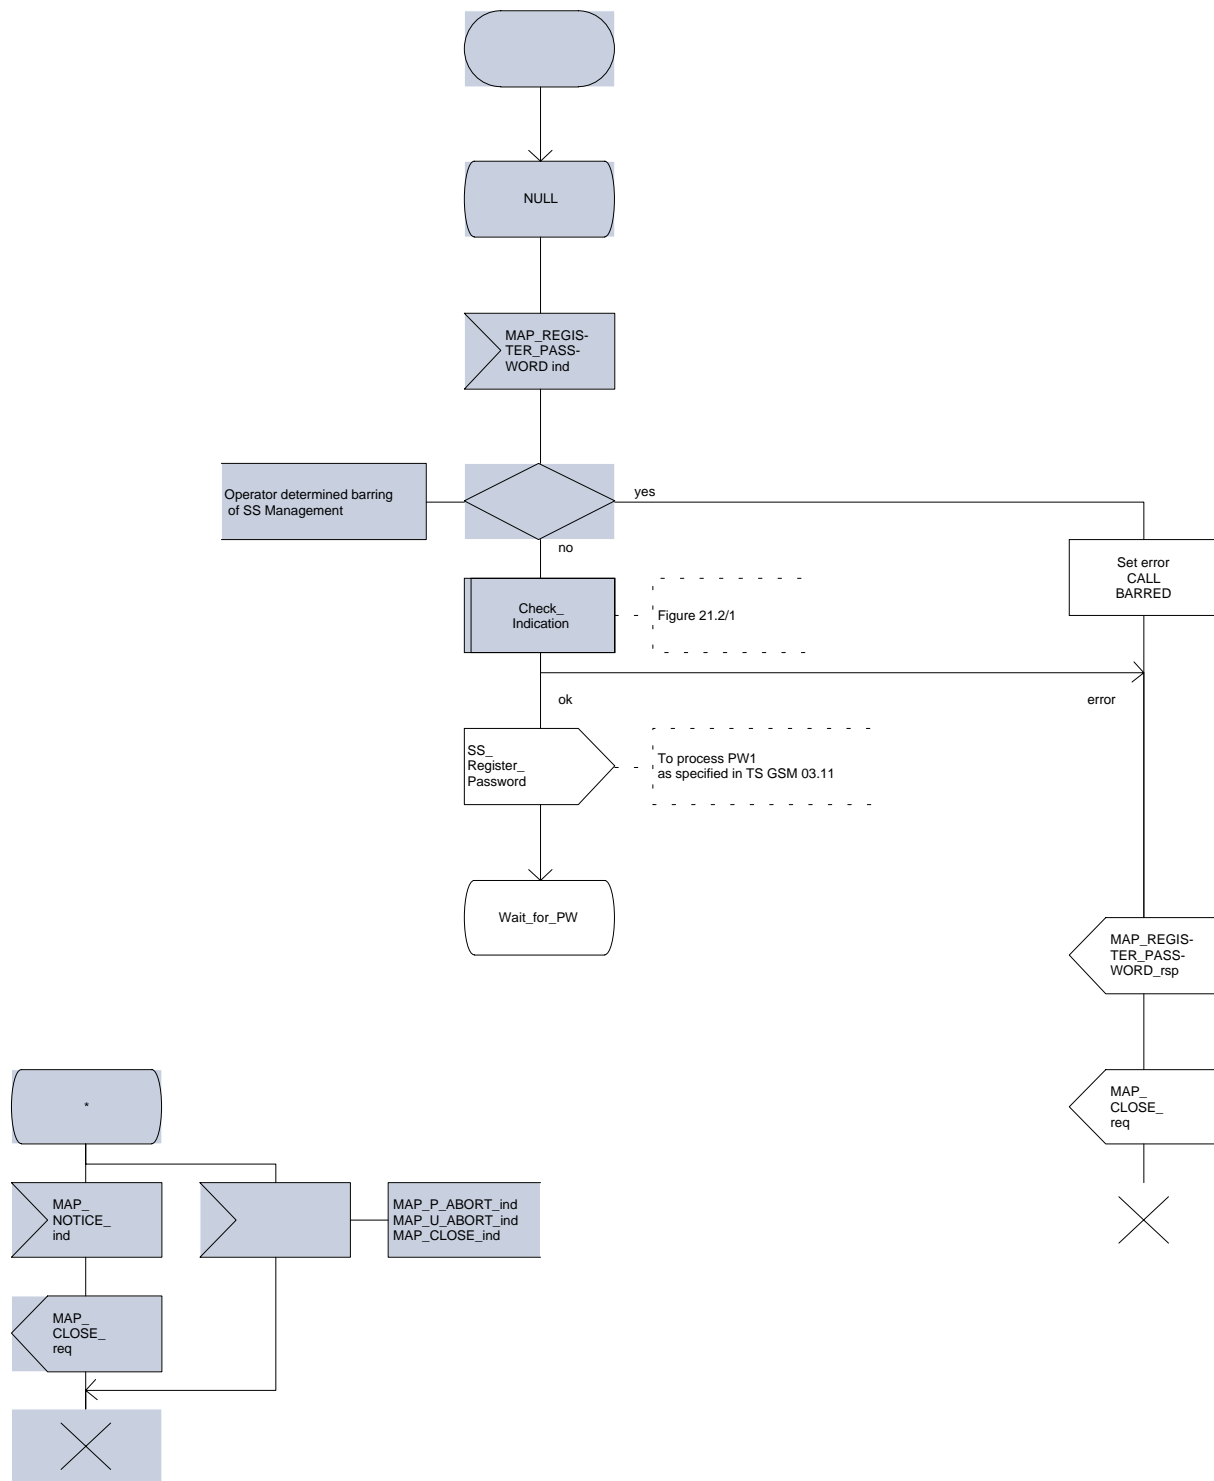 NULL
MAP_REGIS-
TER_PASS-
WORD ind
Operator determined barring
of SS Management
yes
no
Set error
CALL
BARRED
Check_
Indication
Figure 21.2/1
ok
error
SS_
Register_
Password
To process PW1
as specified in TS GSM 03.11
Wait_for_PW
MAP_REGIS-
TER_PASS-
WORD_rsp
MAP_
CLOSE_
req
*
MAP_
NOTICE_
ind
MAP_P_ABORT_ind
MAP_U_ABORT_ind
MAP_CLOSE_ind
MAP_
CLOSE_
req